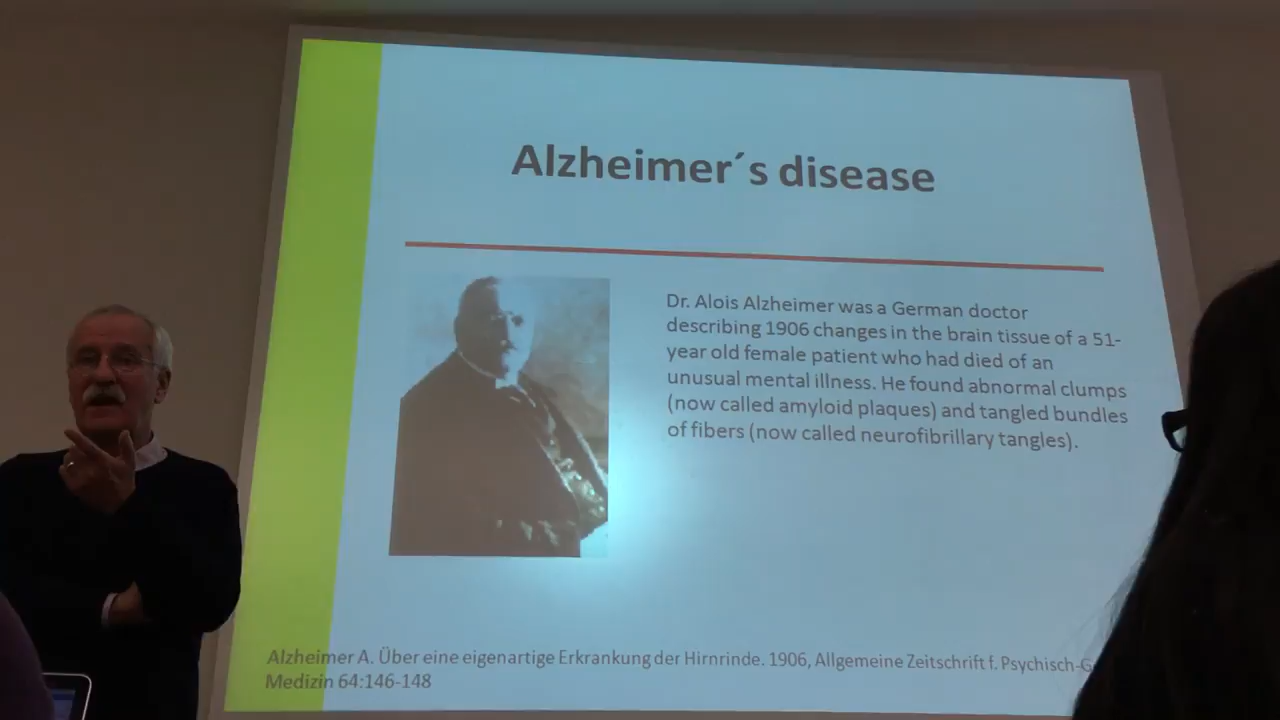 Alzheimer´s disease
Dr. Alois Alzheimer was a German doctor
describing 1906 changes in the brain tissue of a 51-
year old female patient who had died of an
unusual mental illness. He found abnormal clumps
(now called amyloid plaques) and tangled bundles
of fibers (now called neurofibrillary tangles).
Alzheimer A. Über eine eigenartige Erkrankung der Hirnrinde. 1906, Allgemeine Zeitschrift f. Psychisch-G
Medizin 64:146-148